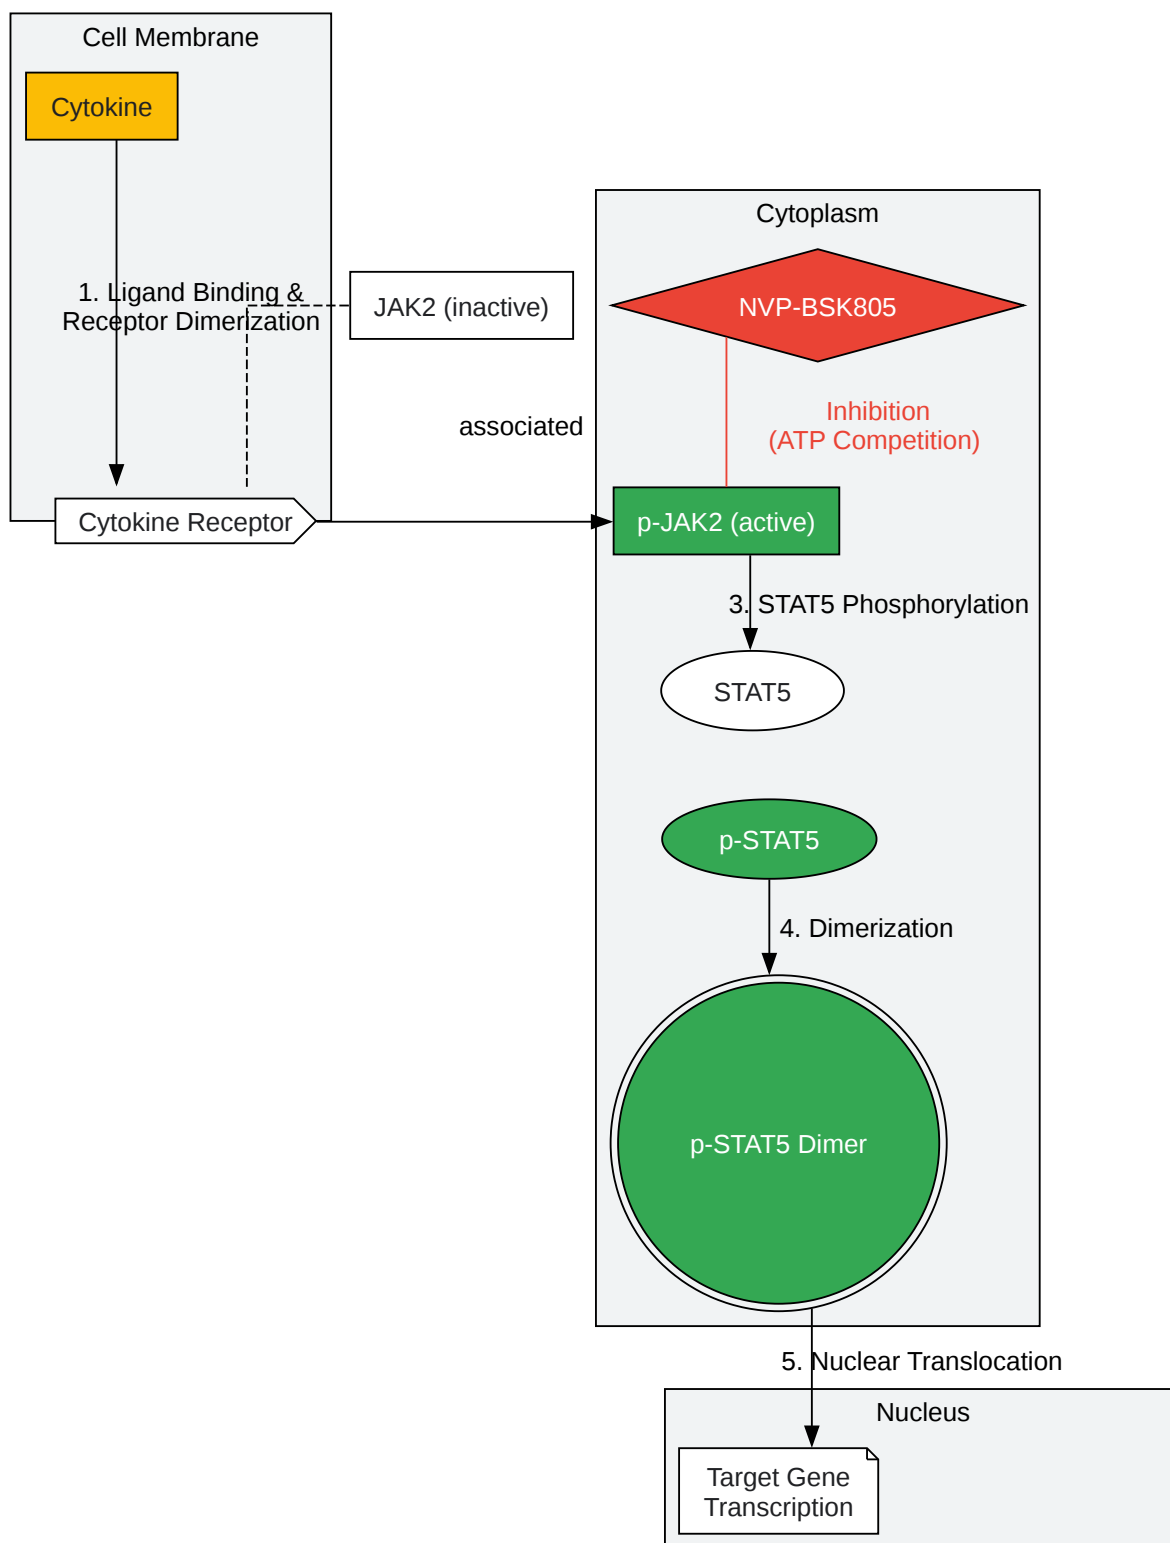 Cell Membrane
Cytokine
Cytoplasm
1. Ligand Binding &
Receptor Dimerization
JAK2 (inactive)
NVP-BSK805
associated
Inhibition
(ATP Competition)
Cytokine Receptor
p-JAK2 (active)
3. STAT5 Phosphorylation
STAT5
p-STAT5
4. Dimerization
p-STAT5 Dimer
5. Nuclear Translocation
Nucleus
Target Gene
Transcription